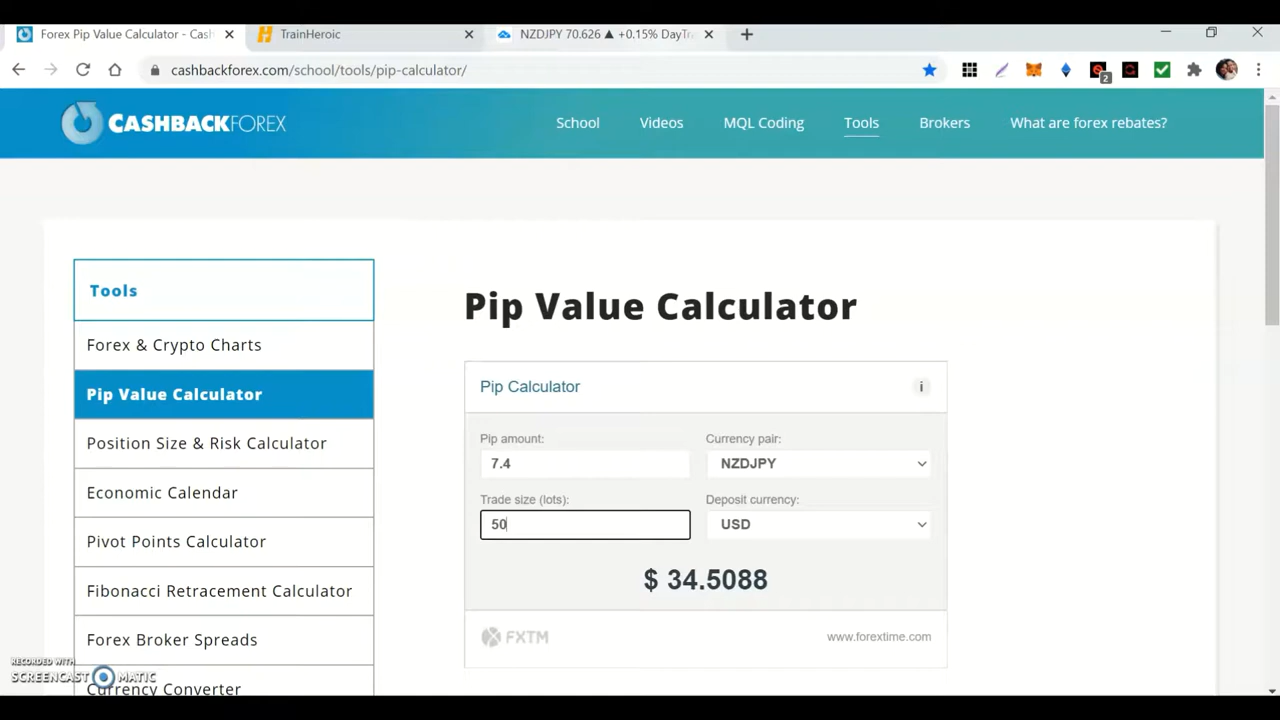 Forex Pip Value Calculator - Cash
TrainHeroic
NZDJPY 70.626 ▲ +0.15% DayTr
cashbackforex.com/school/tools/pip-calculator/
2
CASHBACKFOREX
School
Videos
MQL Coding
Tools
Brokers
What are forex rebates?
Tools
Forex & Crypto Charts
Pip Value Calculator
Position Size & Risk Calculator
Economic Calendar
Pivot Points Calculator
Fibonacci Retracement Calculator
Forex Broker Spreads
Currency Converter
Pip Value Calculator
Pip Calculator
i
Pip amount:
Currency pair:
7.4
NZDJPY
Trade size (lots):
Deposit currency:
50
USD
$ 34.5088
FXTM
www.forextime.com
RECORDED WITH
SCREENCAST MATIC